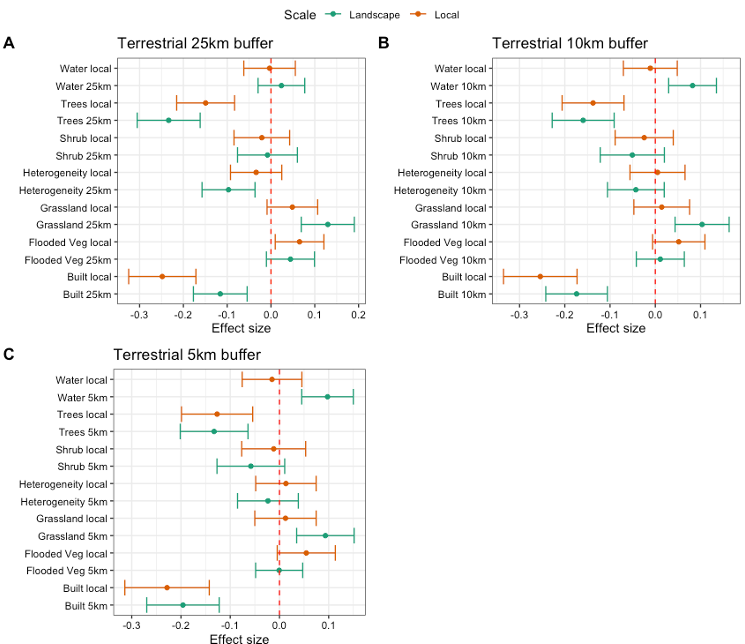 Scale Landscape Local
A Terrestrial 25km buffer
Water local
Water 25km
Trees local
Trees 25km
Shrub local
Shrub 25km
Heterogeneity local
Heterogeneity 25km
Grassland local
Grassland 25km
Flooded Veg local
Flooded Veg 25km
Built local
Built 25km
-0.3 -0.2 -0.1 0.0 0.1 0.2
Effect size
B Terrestrial 10km buffer
Water local
Water 10km
Trees local
Trees 10km
Shrub local
Shrub 10km
Heterogeneity local
Heterogeneity 10km
Grassland local
Grassland 10km
Flooded Veg local
Flooded Veg 10km
Built local
Built 10km
-0.3 -0.2 -0.1 0.0 0.1
Effect size
C Terrestrial 5km buffer
Water local
Water 5km
Trees local
Trees 5km
Shrub local
Shrub 5km
Heterogeneity local
Heterogeneity 5km
Grassland local
Grassland 5km
Flooded Veg local
Flooded Veg 5km
Built local
Built 5km
-0.3 -0.2 -0.1 0.0 0.1
Effect size